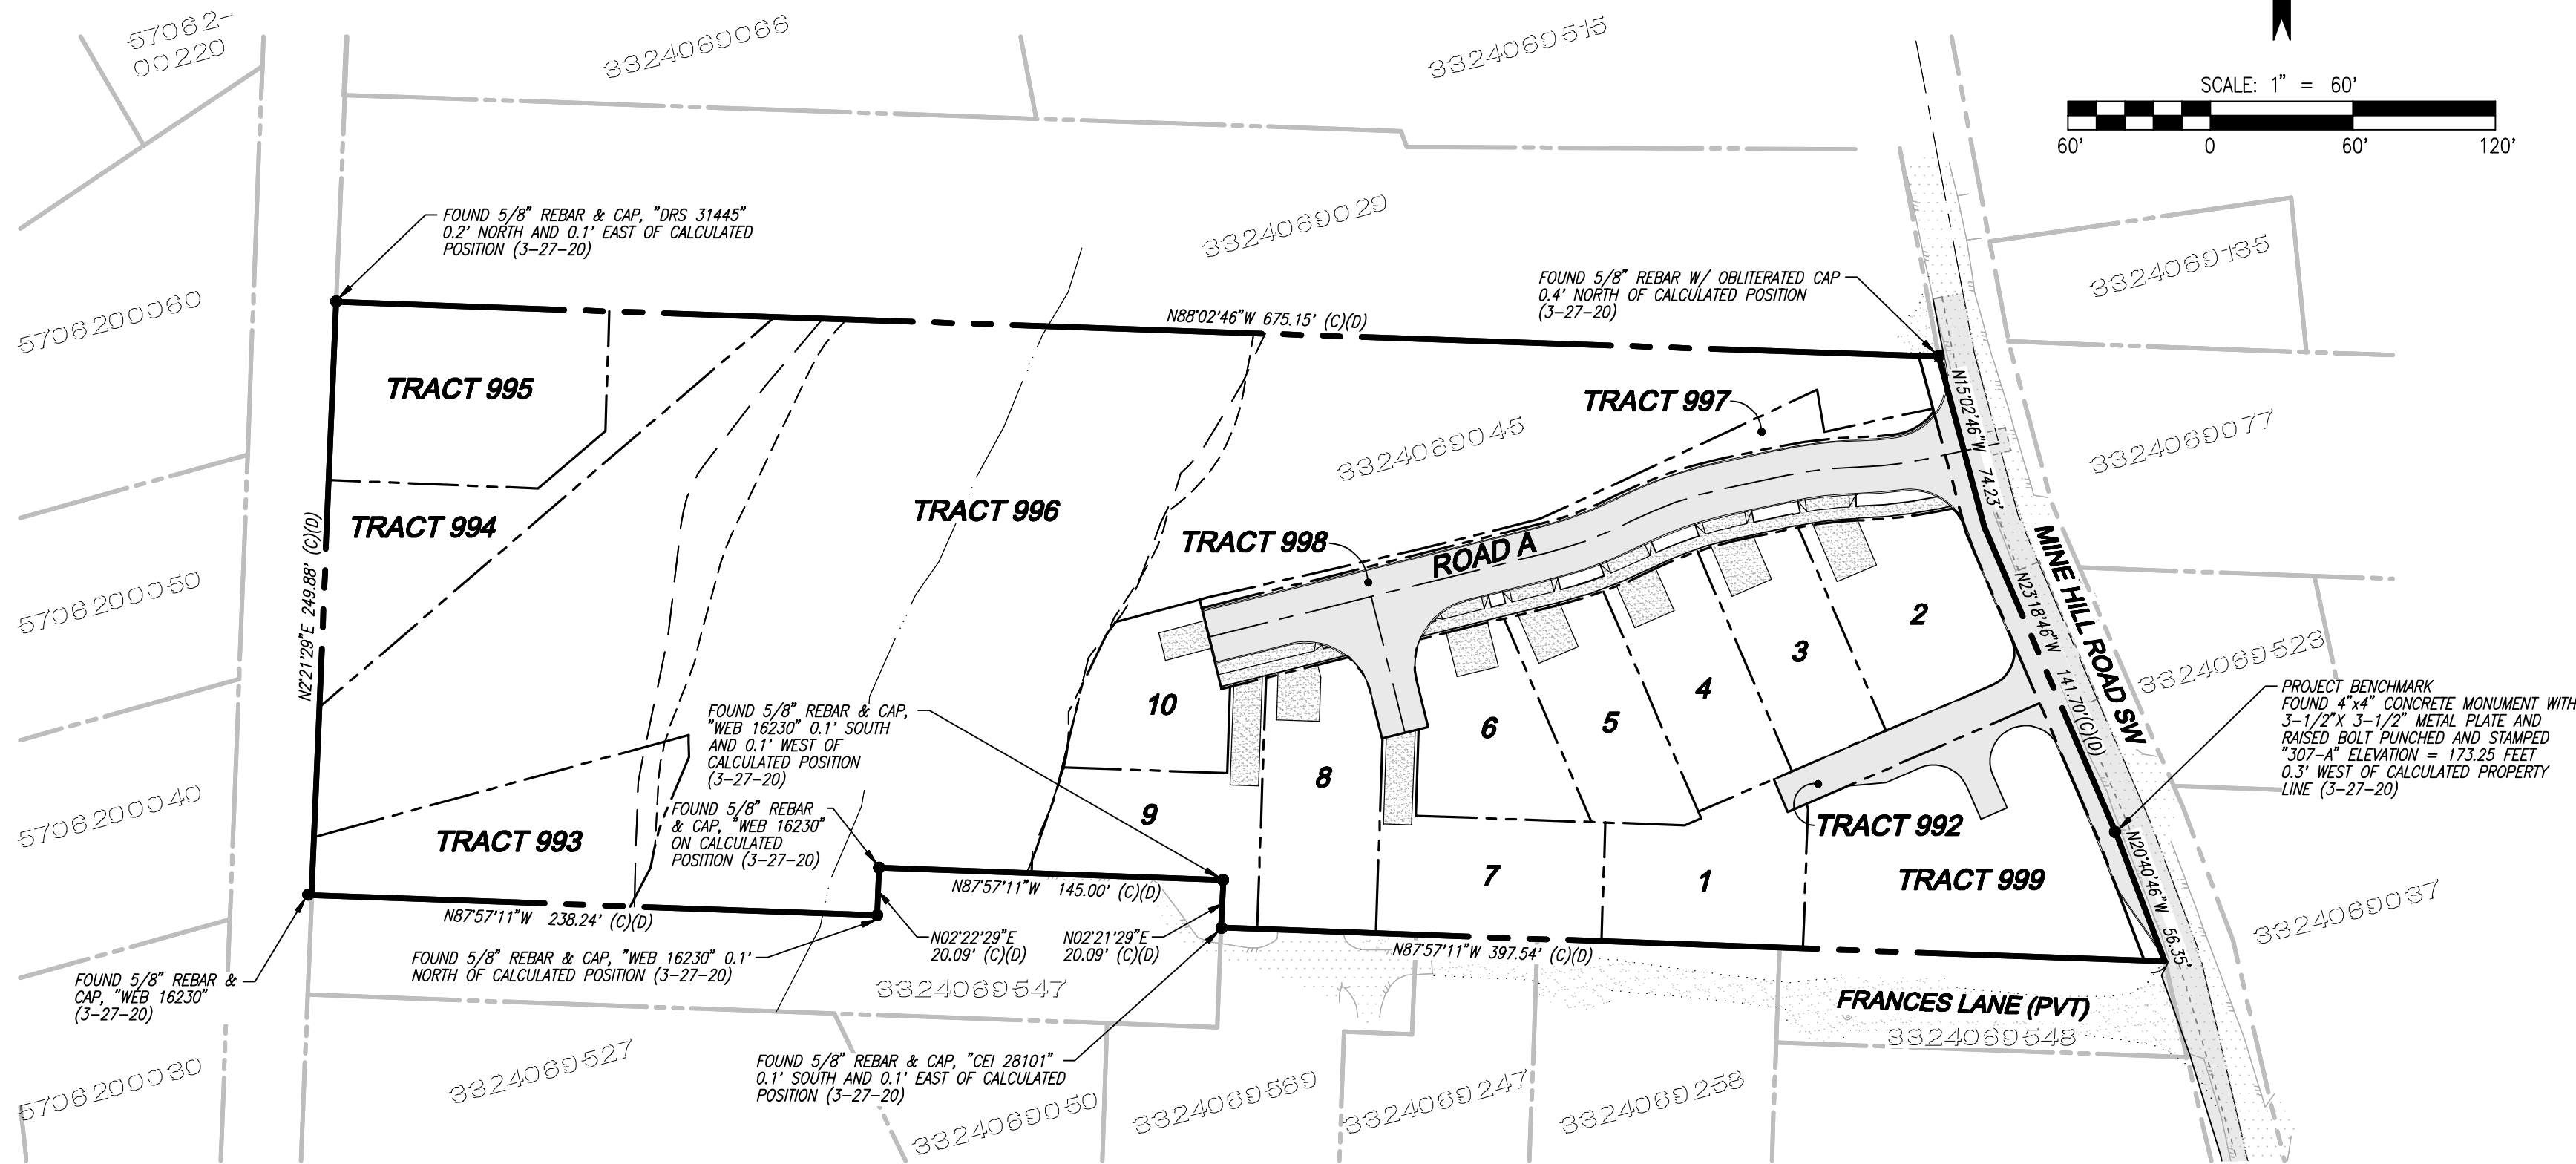 57062-
00220
3324069066
3324069515
SCALE: 1" = 60'
60'
0
60'
120'
FOUND 5/8" REBAR & CAP, "DRS 31445"
0.2' NORTH AND 0.1' EAST OF CALCULATED
POSITION (3-27-20)
3324069029
3324069135
FOUND 5/8" REBAR W/ OBLITERATED CAP
0.4' NORTH OF CALCULATED POSITION
(3-27-20)
5706200060
N88°02'46"W 675.15' (C)(D)
TRACT 995
TRACT 997
N15°02'46"W 74.23'
3324069045
3324069077
TRACT 994
TRACT 996
TRACT 998
ROAD A
N2°21'29"E 249.88' (C)(D)
5706200050
MINE HILL ROAD SW
N23°18'46"W 141.70'(C)(D)
2
3
4
5
6
10
3324069523
PROJECT BENCHMARK
FOUND 4"x4" CONCRETE MONUMENT WITH
3-1/2"X 3-1/2" METAL PLATE AND
RAISED BOLT PUNCHED AND STAMPED
"307-A" ELEVATION = 173.25 FEET
0.3' WEST OF CALCULATED PROPERTY
LINE (3-27-20)
FOUND 5/8" REBAR & CAP,
"WEB 16230" 0.1' SOUTH
AND 0.1' WEST OF
CALCULATED POSITION
(3-27-20)
8
5706200040
FOUND 5/8" REBAR
& CAP, "WEB 16230"
ON CALCULATED
POSITION (3-27-20)
9
TRACT 993
TRACT 992
7
1
TRACT 999
N20°40'46"W 56.35'
N87°57'11"W 145.00' (C)(D)
N87°57'11"W 238.24' (C)(D)
3324069037
N02°22'29"E
20.09' (C)(D)
N02°21'29"E
20.09' (C)(D)
N87°57'11"W 397.54' (C)(D)
FOUND 5/8" REBAR & CAP, "WEB 16230" 0.1'
NORTH OF CALCULATED POSITION (3-27-20)
FOUND 5/8" REBAR &
CAP, "WEB 16230"
(3-27-20)
3324069547
FRANCES LANE (PVT)
3324069548
5706200030
3324069527
FOUND 5/8" REBAR & CAP, "CEI 28101"
0.1' SOUTH AND 0.1' EAST OF CALCULATED
POSITION (3-27-20)
3324069050
3324069569
3324069247
3324069258